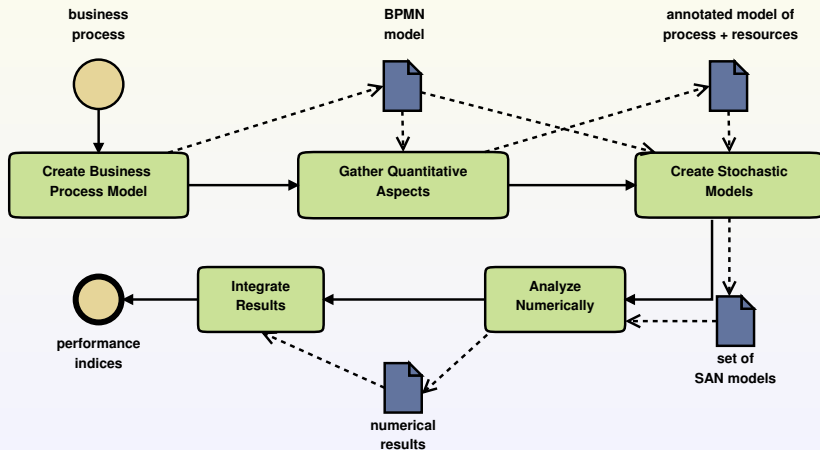 business
process
BPMN
model
annotated model of
process + resources
Create Business
Process Model
Gather Quantitative
Aspects
Create Stochastic
Models
Integrate
Results
Analyze
Numerically
performance
indices
set of
SAN models
numerical
results